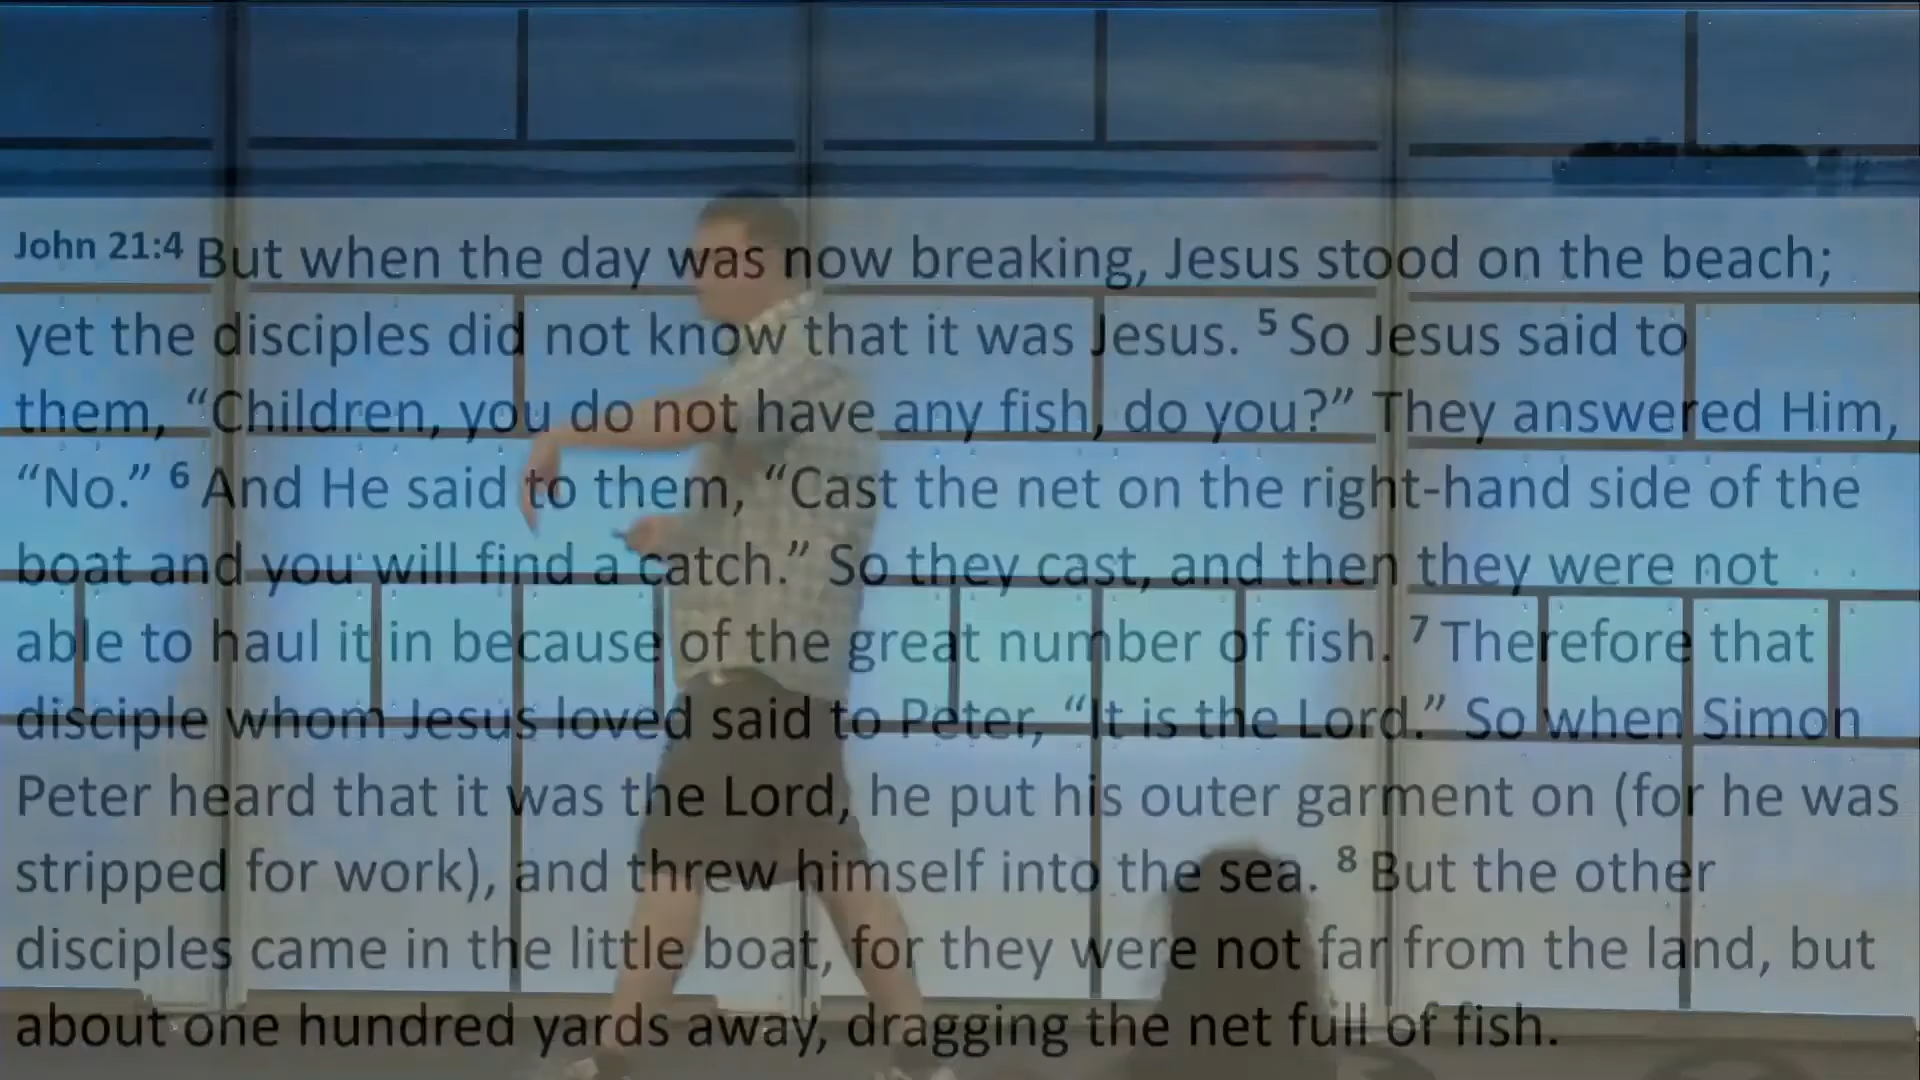 John 21:4 But when the day was now breaking, Jesus stood on the beach;
yet the disciples did not know that it was Jesus. 5 So Jesus said to
them, “Children, you do not have any fish, do you?” They answered Him,
“No.” 6 And He said to them, “Cast the net on the right-hand side of the
boat and you will find a catch.” So they cast, and then they were not
able to haul it in because of the great number of fish. 7 Therefore that
disciple whom Jesus loved said to Peter, “It is the Lord.” So when Simon
Peter heard that it was the Lord, he put his outer garment on (for he was
stripped for work), and threw himself into the sea. 8 But the other
disciples came in the little boat, for they were not far from the land, but
about one hundred yards away, dragging the net full of fish.